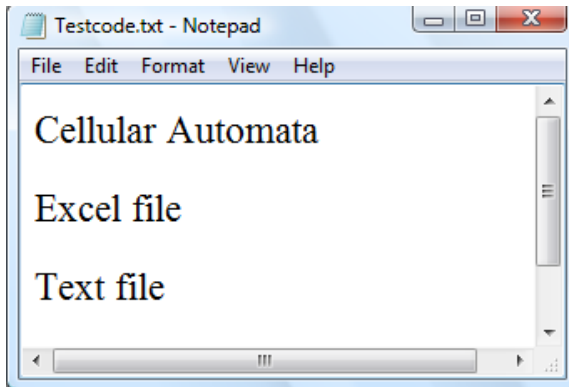 Testcode.txt - Notepad
File Edit Format View Help
Cellular Automata
Excel file
Text file